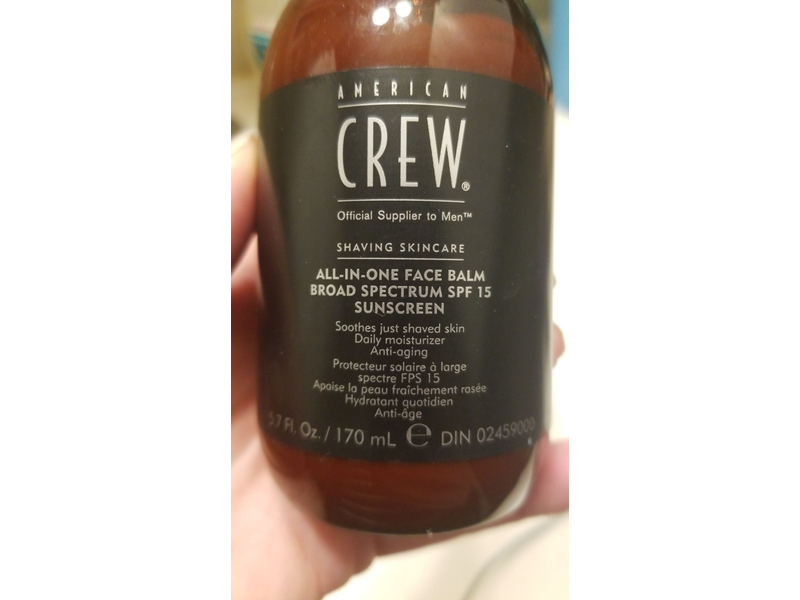 AMERICAN
CREW®
Official Supplier to Men™
SHAVING SKINCARE
ALL-IN-ONE FACE BALM
BROAD SPECTRUM SPF 15
SUNSCREEN
Soothes just shaved skin
Daily moisturizer
Anti-aging
Protecteur solaire à large
spectre FPS 15
Apaise la peau fraîchement rasée
Hydratant quotidien
Anti-âge
5.7 Fl. Oz. / 170 mL ℮ DIN 02459000